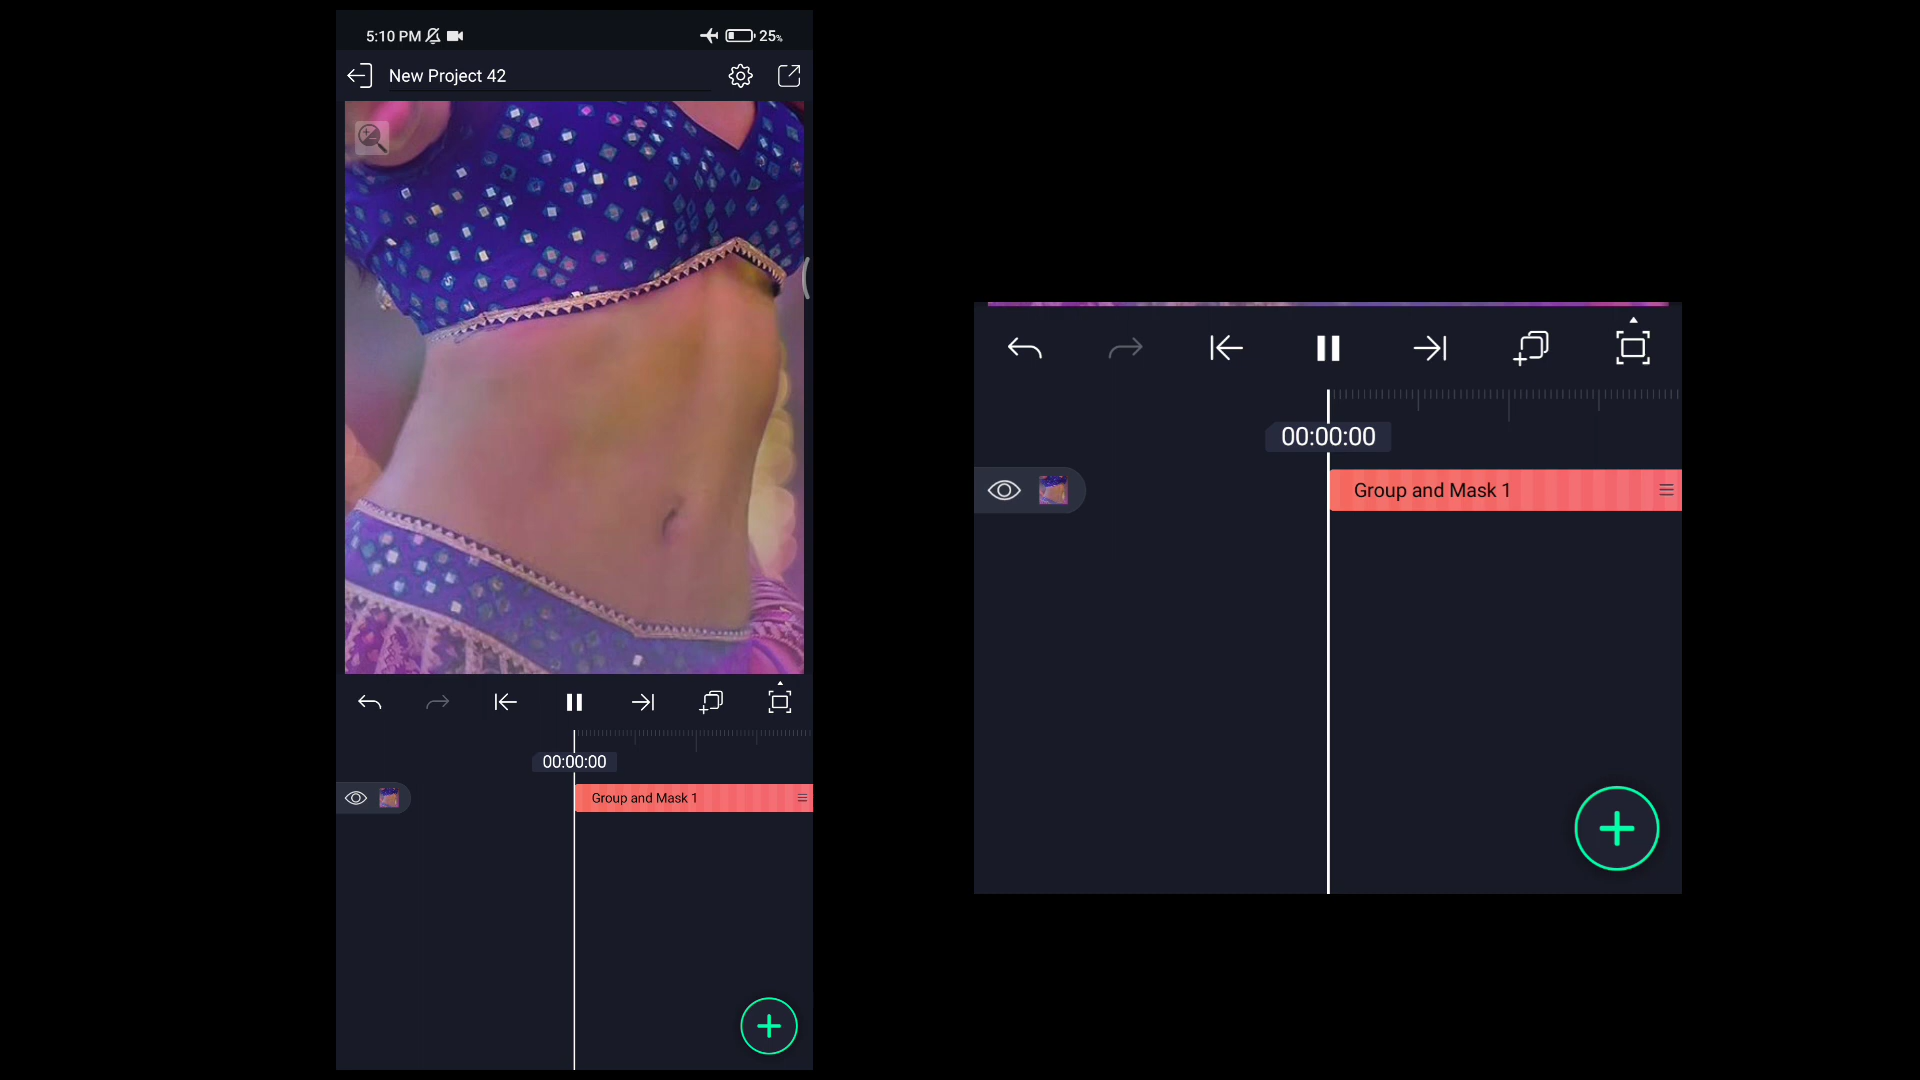 5:10 PM
25%
New Project 42
00:00:00
Group and Mask 1
00:00:00
Group and Mask 1